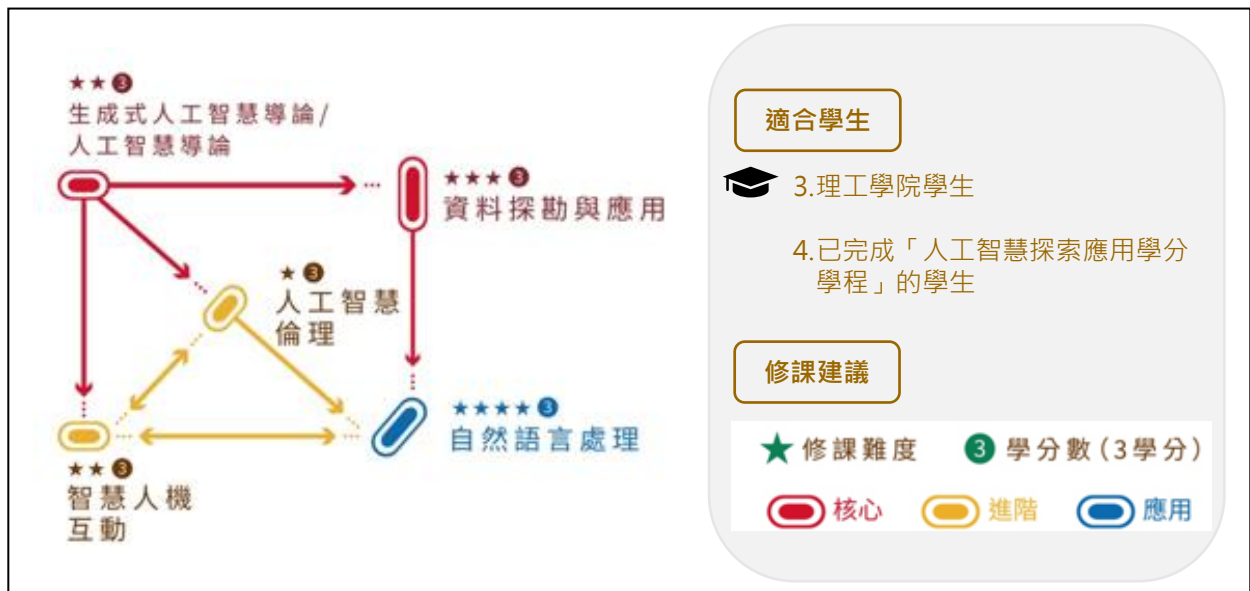 ★★❸
生成式人工智慧導論/
人工智慧導論
★★★❸
資料探勘與應用
★❸
人工智慧
倫理
★★★★❸
自然語言處理
★★❸
智慧人機
互動
適合學生
3.理工學院學生
4.已完成「人工智慧探索應用學分
學程」的學生
修課建議
★修課難度 ❸學分數(3學分)
核心 進階 應用